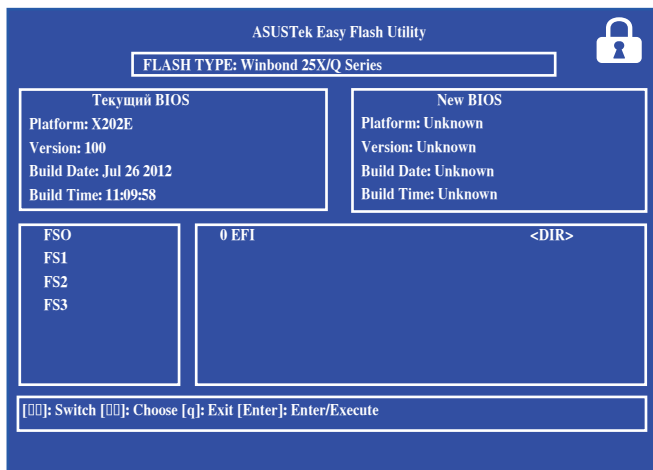 ASUSTek Easy Flash Utility
FLASH TYPE: Winbond 25X/Q Series
Текущий BIOS
Platform: X202E
Version: 100
Build Date: Jul 26 2012
Build Time: 11:09:58
New BIOS
Platform: Unknown
Version: Unknown
Build Date: Unknown
Build Time: Unknown
FSO
FS1
FS2
FS3
0 EFI <DIR>
[▯▯]: Switch [▯▯]: Choose [q]: Exit [Enter]: Enter/Execute